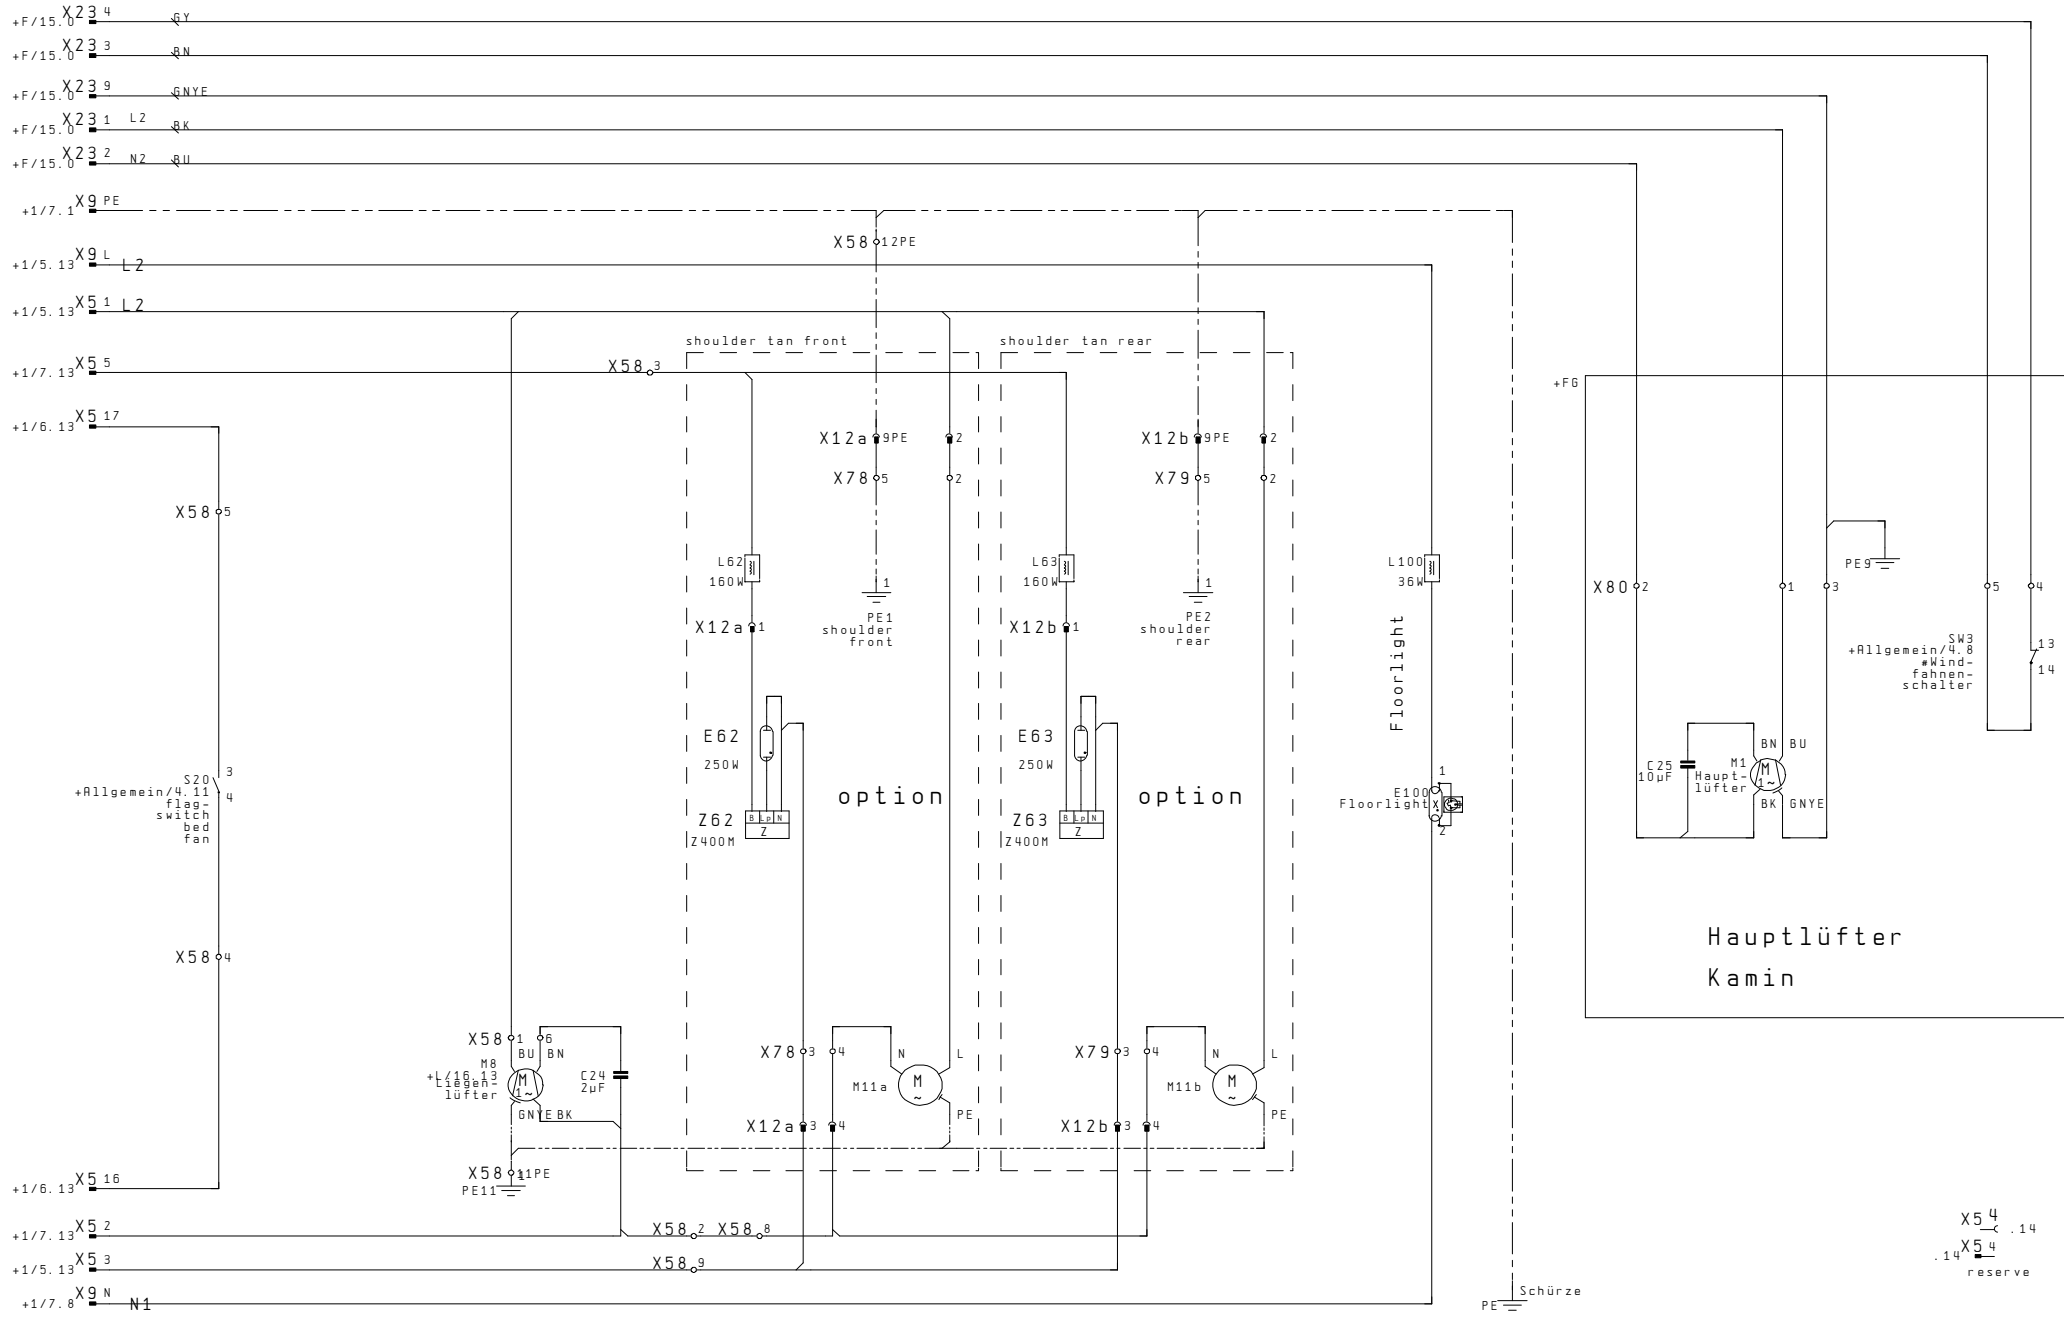 X23 4
+F/15.0
GY
X23 3
+F/15.0
BN
X23 9
+F/15.0
GNYE
X23 1
+F/15.0
L2
BK
X23 2
+F/15.0
N2
BU
X9 PE
+1/7.1
X58 12PE
X9 L
+1/5.13
L2
X5 1
+1/5.13
L2
shoulder tan front
shoulder tan rear
X5 5
+1/7.13
X58 3
+FG
X5 17
+1/6.13
X12a 9PE
2
X12b 9PE
2
X78 5
2
X79 5
2
X58 5
L62
160W
L63
160W
L100
36W
PE9
1
PE1
shoulder
front
1
PE2
shoulder
rear
X80 2
1
3
5
4
X12a 1
X12b 1
Floorlight
SW3
+Allgemein/4.8
#Wind-
fahnen-
schalter
13
14
E62
250W
E63
250W
BN BU
C25
10µF
M1
Haupt-
lüfter
M
1~
BK GNYE
S20
+Allgemein/4.11
flag-
switch
bed
fan
3
4
option
option
1
E100
Floorlight
X
2
Z62
Z400M
B Lp N
Z
Z63
Z400M
B Lp N
Z
Hauptlüfter
Kamin
X58 4
X58 1
6
BU BN
M8
+L/16.13
Liegen-
lüfter
M
1~
GNYE BK
C24
2µF
X78 3
4
N
L
M11a
M
~
PE
X79 3
4
N
L
M11b
M
~
PE
X12a 3
4
X12b 3
4
X58 11PE
1
PE11
X5 16
+1/6.13
X5 2
+1/7.13
X58 2
X58 8
X5 3
+1/5.13
X58 9
X9 N
+1/7.8
N1
PE
Schürze
X5 4
.14
.14
X5 4
reserve